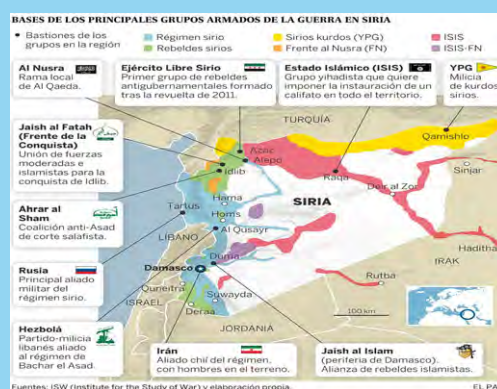 BASES DE LOS PRINCIPALES GRUPOS ARMADOS DE LA GUERRA EN SIRIA
Bastiones de los
grupos en la región
Régimen sirio
Rebeldes sirios
Sirios kurdos (YPG)
Frente al Nusra (FN)
ISIS
ISIS-FN
Al Nusra
Rama local
de Al Qaeda.
Ejército Libre Sirio
Primer grupo de rebeldes
antigubernamentales formado
tras la revuelta de 2011.
Estado Islámico (ISIS)
Grupo yihadista que quiere
imponer la instauración de un
califato en todo el territorio.
YPG
Milicia
de kurdos
sirios.
Jaish al Fatah
(Frente de la
Conquista)
Unión de fuerzas
moderadas e
islamistas para la
conquista de Idlib.
Ahrar al
Sham
Coalición anti-Asad
de corte salafista.
Rusia
Principal aliado
militar del
régimen sirio.
Hezbolá
Partido-milicia
libanés aliado
al régimen de
Bachar el Asad.
Irán
Aliado chií del régimen,
con hombres en el terreno.
Jaish al Islam
(periferia de Damasco).
Alianza de rebeldes islamistas.
TURQUÍA
Qamishlo
Azaz
Alepo
Idlib
Raqa
Sinjar
Deir al Zor
Hama
SIRIA
Tartus
Homs
LÍBANO
Al Qusayr
Haditha
IRAK
Duma
Damasco
Rutba
Quneitra
ISRAEL
Suwayda
Deraa
100 km
JORDANIA
Fuentes: ISW (Institute for the Study of War) y elaboración propia.
EL PA